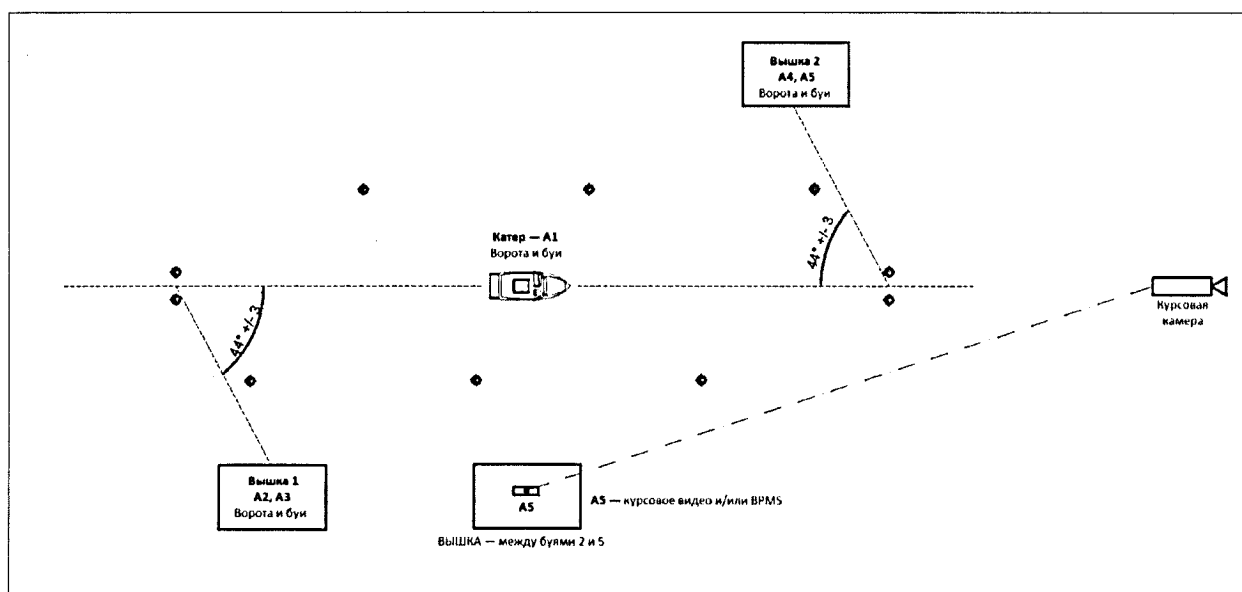 Вышка 2
А4, А5
Ворота и буи
Катер — А1
Ворота и буи
44° +/- 3
44° +/- 3
Курсовая
камера
Вышка 1
А2, А3
Ворота и буи
А5
А5 — курсовое видео и/или BPMS
ВЫШКА — между буями 2 и 5